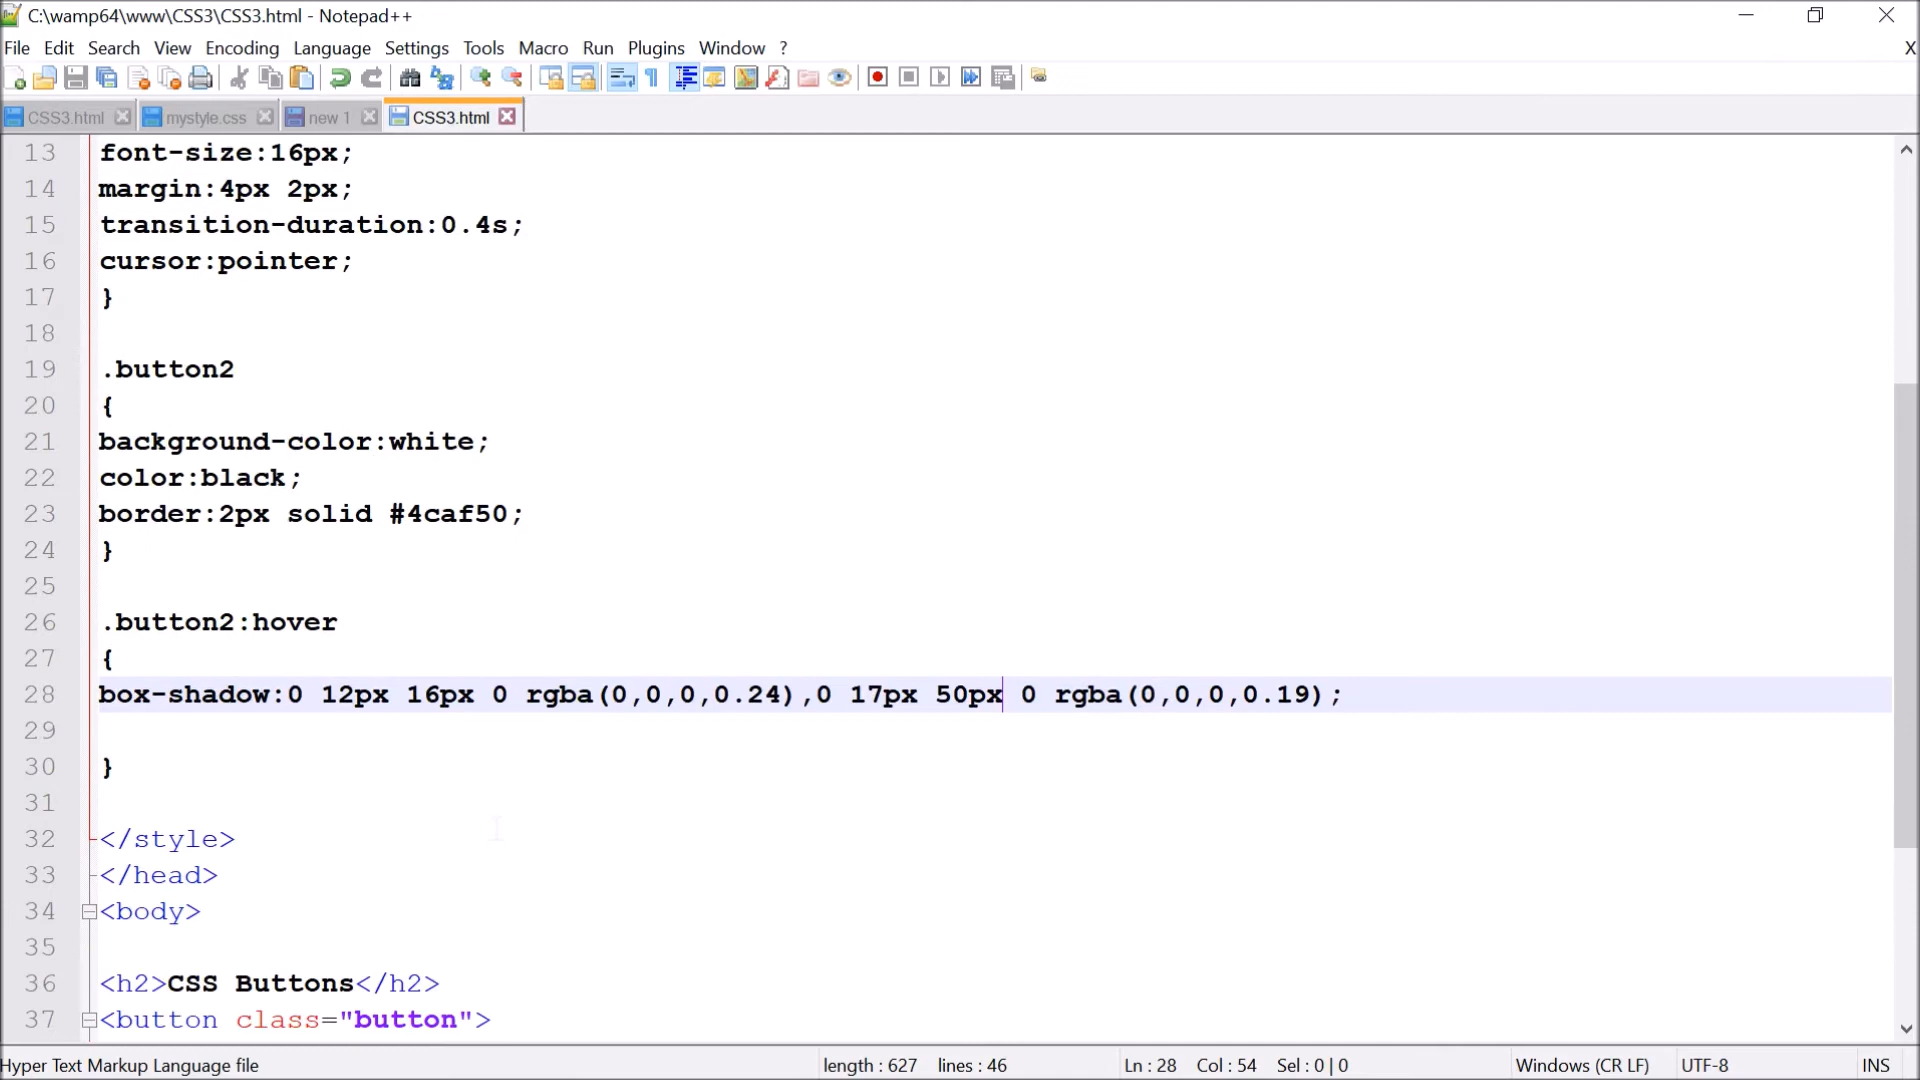 C:\wamp64\www\CSS3\CSS3.html - Notepad++
File Edit Search View Encoding Language Settings Tools Macro Run Plugins Window ? X
CSS3.html mystyle.css new 1 CSS3.html
13 font-size:16px;
14 margin:4px 2px;
15 transition-duration:0.4s;
16 cursor:pointer;
17 }
18
19 .button2
20 {
21 background-color:white;
22 color:black;
23 border:2px solid #4caf50;
24 }
25
26 .button2:hover
27 {
28 box-shadow:0 12px 16px 0 rgba(0,0,0,0.24),0 17px 50px 0 rgba(0,0,0,0.19);
29
30 }
31
32 </style>
33 </head>
34 <body>
35
36 <h2>CSS Buttons</h2>
37 <button class="button">
Hyper Text Markup Language file length : 627 lines : 46 Ln : 28 Col : 54 Sel : 0 | 0 Windows (CR LF) UTF-8 INS